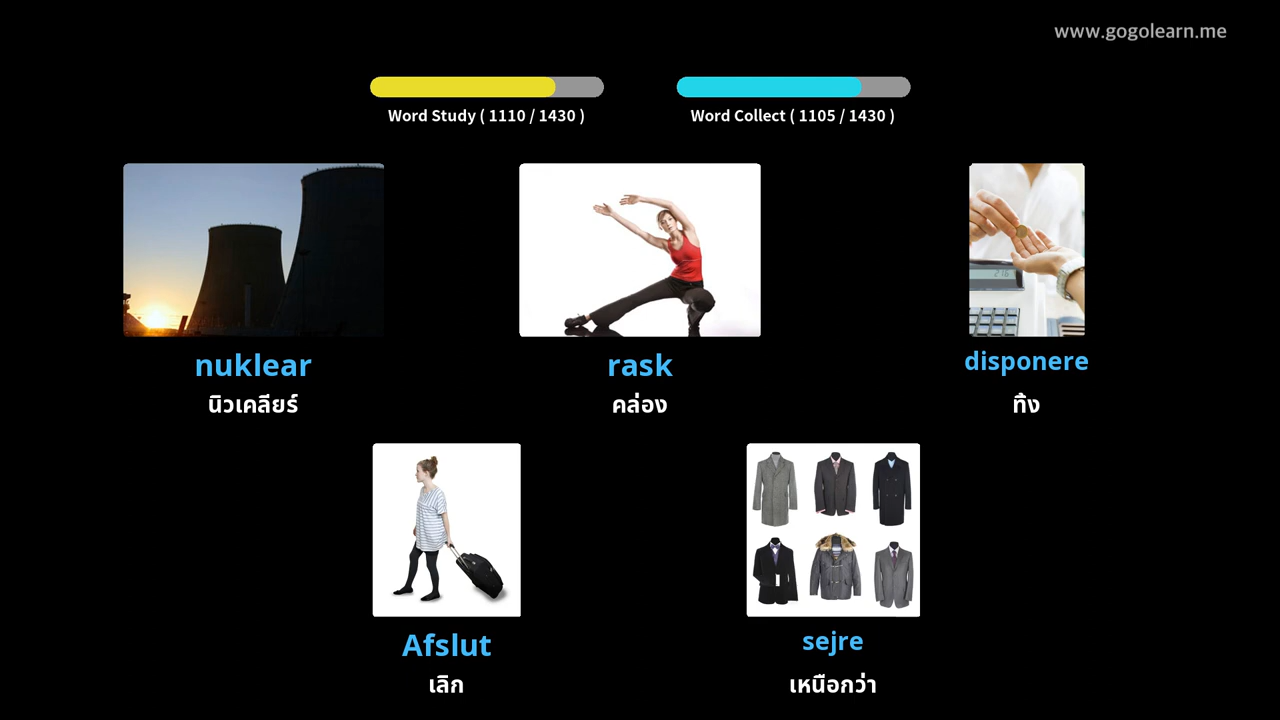 www.gogolearn.me
Word Study ( 1110 / 1430 )
Word Collect ( 1105 / 1430 )
nuklear
นิวเคลียร์
rask
คล่อง
disponere
ทิ้ง
Afslut
เลิก
sejre
เหนือกว่า